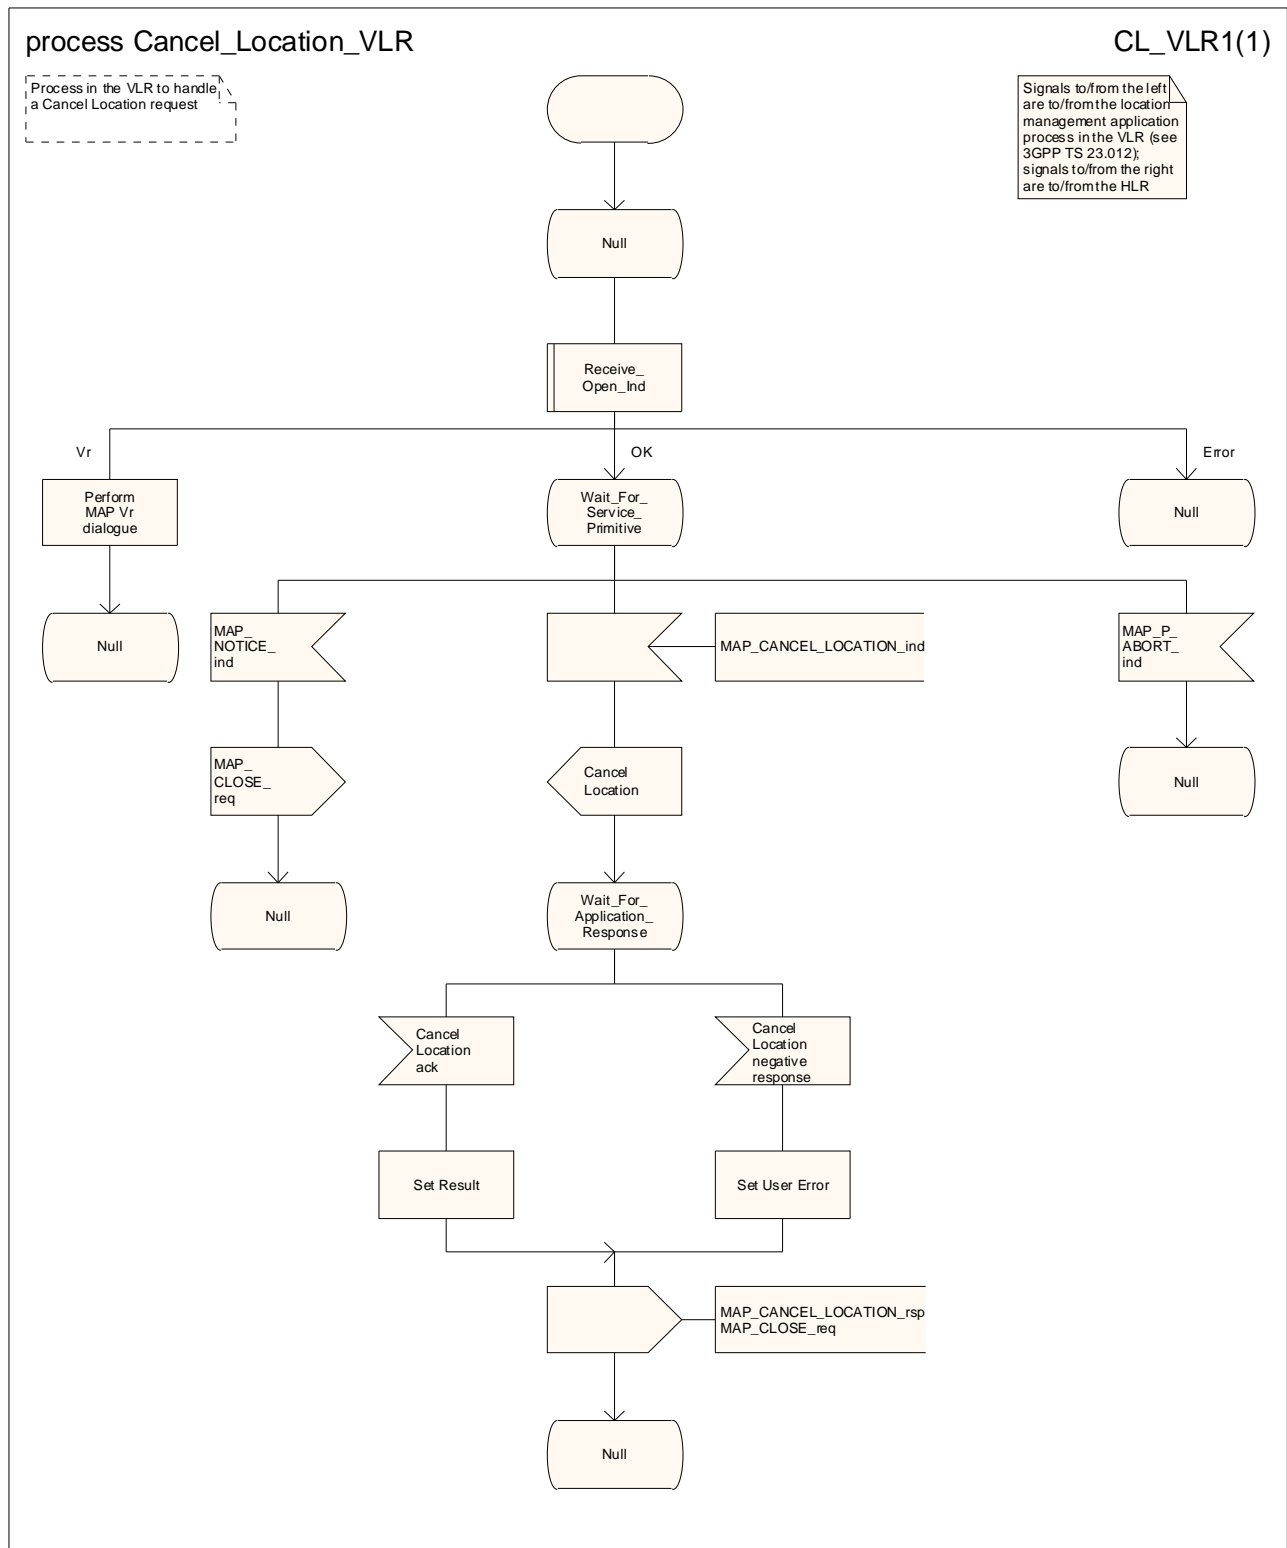 process Cancel_Location_VLR
CL_VLR1(1)
Process in the VLR to handle
a Cancel Location request
Signals to/from the left
are to/from the location
management application
process in the VLR (see
3GPP TS 23.012);
signals to/from the right
are to/from the HLR
Null
Receive_
Open_Ind
Vr
OK
Error
Perform
MAP Vr
dialogue
Wait_For_
Service_
Primitive
Null
Null
MAP_
NOTICE_
ind
MAP_CANCEL_LOCATION_ind
MAP_P_
ABORT_
ind
MAP_
CLOSE_
req
Cancel
Location
Null
Null
Wait_For_
Application_
Response
Cancel
Location
ack
Cancel
Location
negative
response
Set Result
Set User Error
MAP_CANCEL_LOCATION_rsp
MAP_CLOSE_req
Null